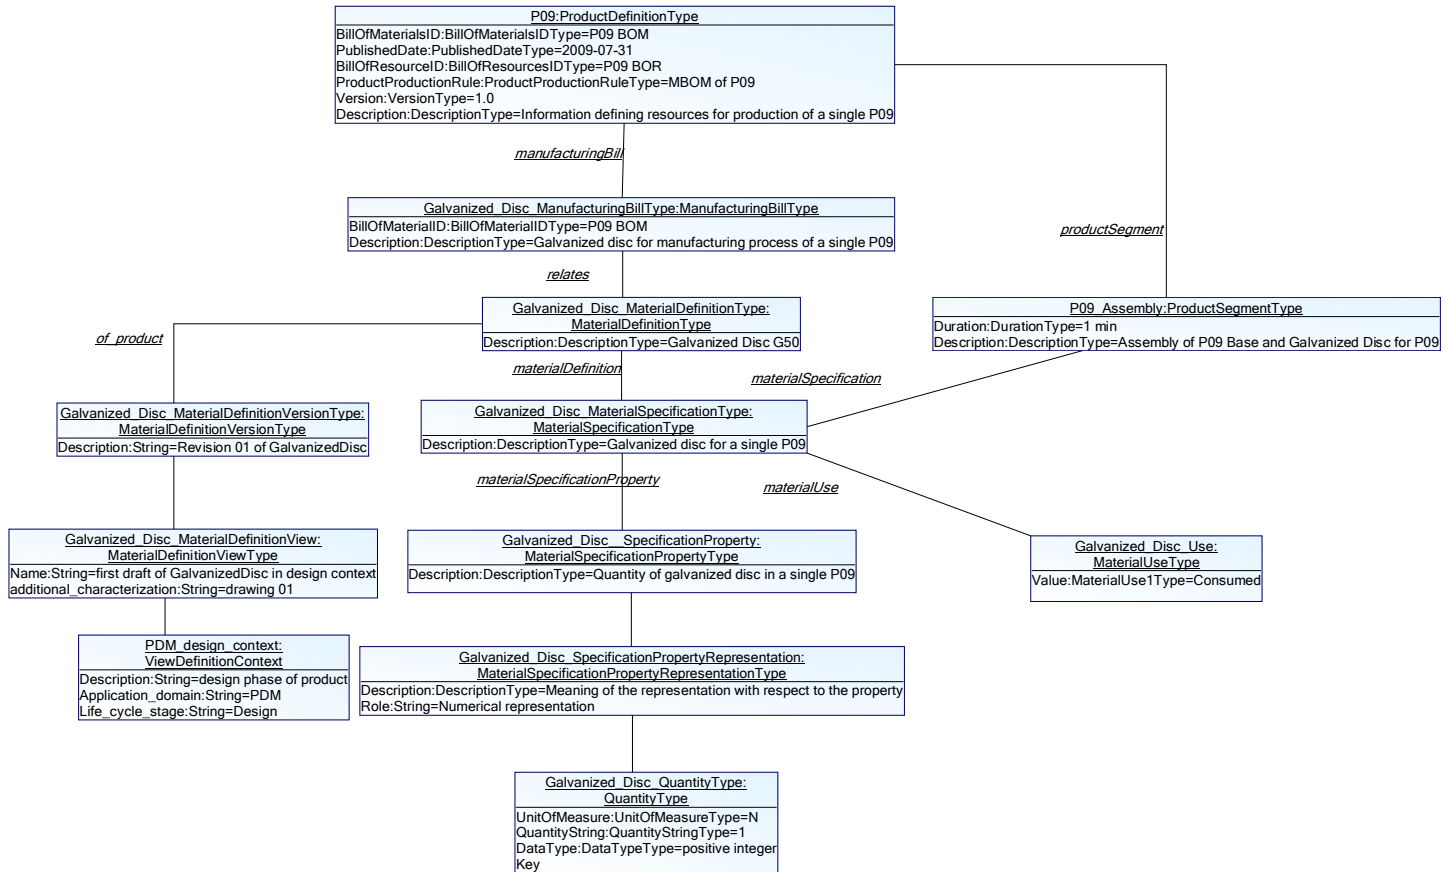 P09:ProductDefinitionType
BillOfMaterialsID:BillOfMaterialsIDType=P09 BOM
PublishedDate:PublishedDateType=2009-07-31
BillOfResourceID:BillOfResourcesIDType=P09 BOR
ProductProductionRule:ProductProductionRuleType=MBOM of P09
Version:VersionType=1.0
Description:DescriptionType=Information defining resources for production of a single P09
manufacturingBill
Galvanized_Disc_ManufacturingBillType:ManufacturingBillType
BillOfMaterialID:BillOfMaterialIDType=P09 BOM
Description:DescriptionType=Galvanized disc for manufacturing process of a single P09
productSegment
relates
Galvanized_Disc_MaterialDefinitionType:
MaterialDefinitionType
Description:DescriptionType=Galvanized Disc G50
P09_Assembly:ProductSegmentType
Duration:DurationType=1 min
Description:DescriptionType=Assembly of P09 Base and Galvanized Disc for P09
of_product
materialDefinition
materialSpecification
Galvanized_Disc_MaterialDefinitionVersionType:
MaterialDefinitionVersionType
Description:String=Revision 01 of GalvanizedDisc
Galvanized_Disc_MaterialSpecificationType:
MaterialSpecificationType
Description:DescriptionType=Galvanized disc for a single P09
materialSpecificationProperty
materialUse
Galvanized_Disc_MaterialDefinitionView:
MaterialDefinitionViewType
Name:String=first draft of GalvanizedDisc in design context
additional_characterization:String=drawing 01
Galvanized_Disc__SpecificationProperty:
MaterialSpecificationPropertyType
Description:DescriptionType=Quantity of galvanized disc in a single P09
Galvanized_Disc_Use:
MaterialUseType
Value:MaterialUse1Type=Consumed
PDM_design_context:
ViewDefinitionContext
Description:String=design phase of product
Application_domain:String=PDM
Life_cycle_stage:String=Design
Galvanized_Disc_SpecificationPropertyRepresentation:
MaterialSpecificationPropertyRepresentationType
Description:DescriptionType=Meaning of the representation with respect to the property
Role:String=Numerical representation
Galvanized_Disc_QuantityType:
QuantityType
UnitOfMeasure:UnitOfMeasureType=N
QuantityString:QuantityStringType=1
DataType:DataTypeType=positive integer
Key